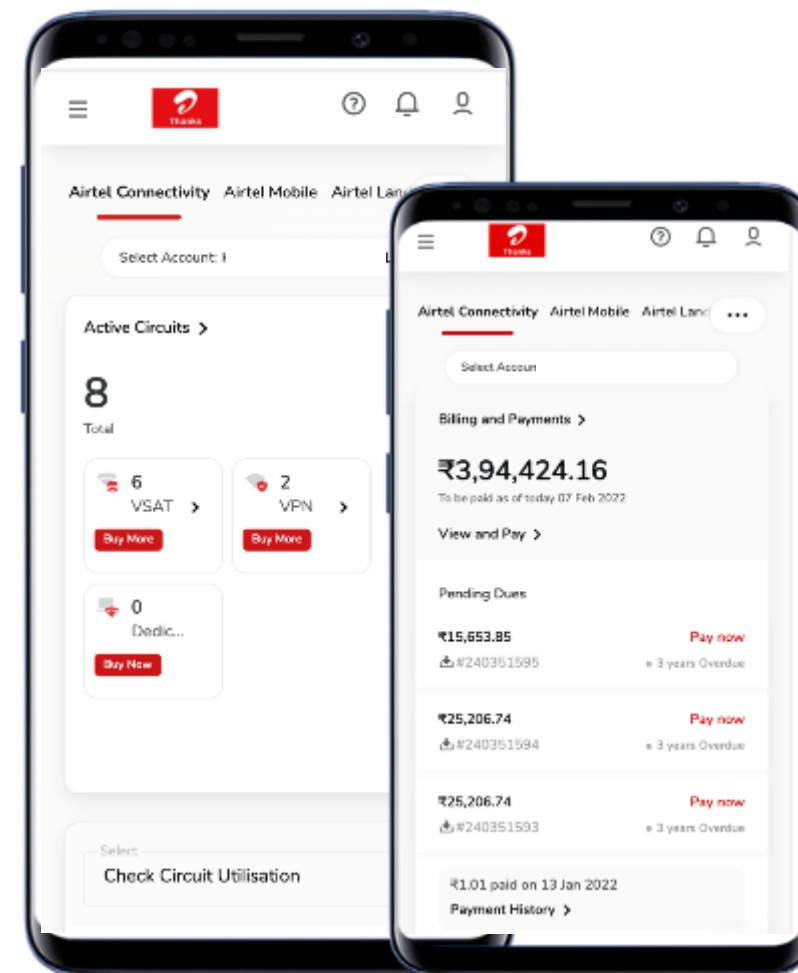 Thanks
Airtel Connectivity Airtel Mobile Airtel Land
Select Account:
Active Circuits >
8
Total
6
VSAT >
Buy More
2
VPN >
Buy More
0
Dedic...
Buy Now
Select
Check Circuit Utilisation
Thanks
Airtel Connectivity Airtel Mobile Airtel Land ...
Select Accoun
Billing and Payments >
₹3,94,424.16
To be paid as of today 07 Feb 2022
View and Pay >
Pending Dues
₹15,653.85 Pay now
#240351595 3 years Overdue
₹25,206.74 Pay now
#240351594 3 years Overdue
₹25,206.74 Pay now
#240351593 3 years Overdue
₹1.01 paid on 13 Jan 2022
Payment History >